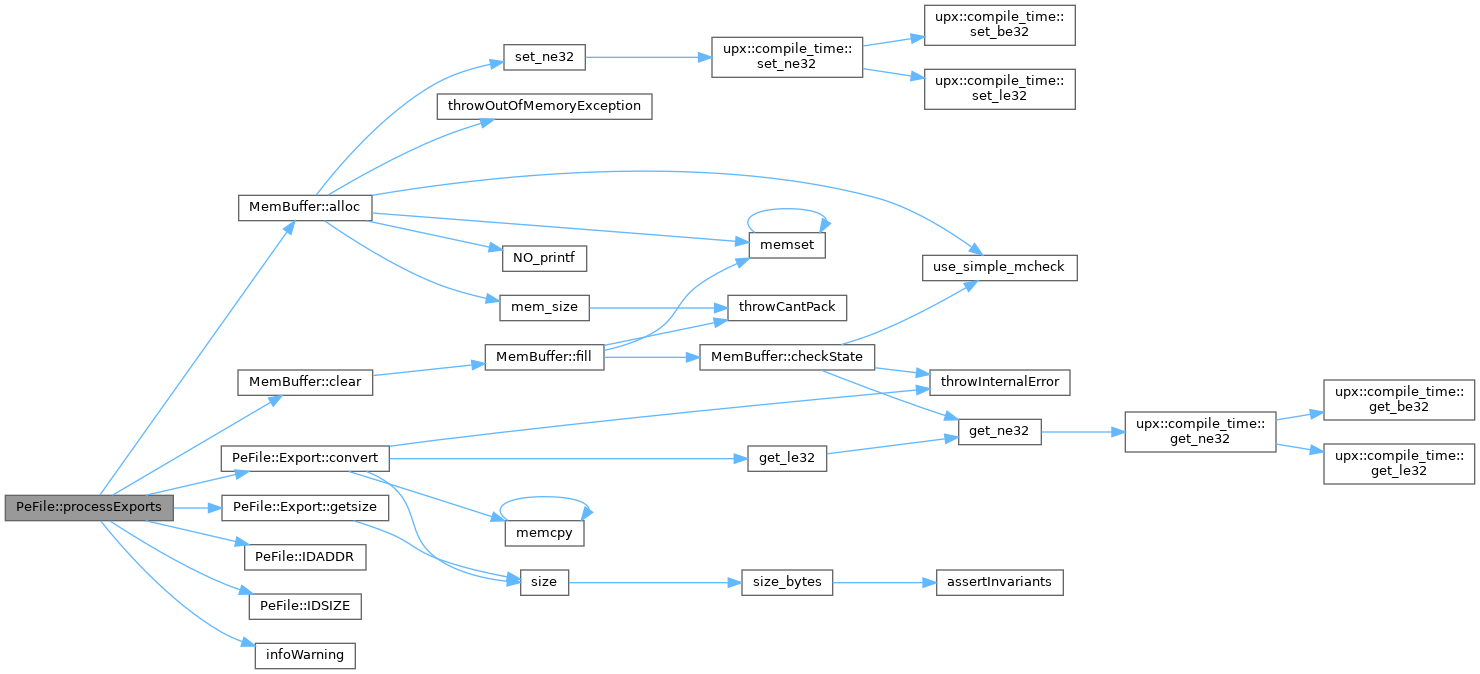 upx::compile_time::
set_be32
set_ne32
upx::compile_time::
set_ne32
upx::compile_time::
set_le32
throwOutOfMemoryException
MemBuffer::alloc
memset
NO_printf
use_simple_mcheck
mem_size
throwCantPack
MemBuffer::fill
MemBuffer::checkState
MemBuffer::clear
throwInternalError
upx::compile_time::
get_be32
get_ne32
upx::compile_time::
get_ne32
PeFile::Export::convert
get_le32
upx::compile_time::
get_le32
PeFile::processExports
PeFile::Export::getsize
memcpy
PeFile::IDADDR
size
size_bytes
assertInvariants
PeFile::IDSIZE
infoWarning